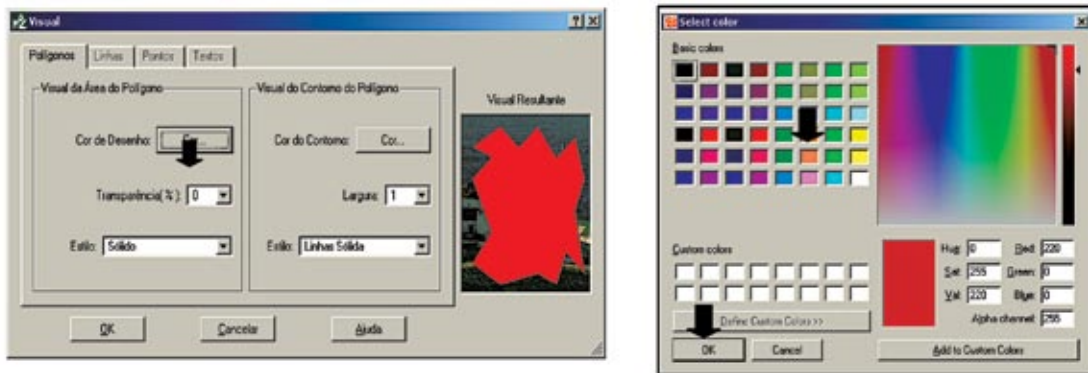 Visual
Polígonos Linhas Pontos Textos
Visual da Área do Polígono
Cor de Desenho: Cor...
Transparência(%): 0
Estilo: Sólido
Visual do Contorno do Polígono
Cor do Contorno: Cor...
Largura: 1
Estilo: Linhas Sólida
Visual Resultante
OK Cancelar Ajuda
Select color
Basic colors
Custom colors
Define Custom Colors >>
OK Cancel
Hue: 0 Red: 220
Sat: 255 Green: 0
Val: 220 Blue: 0
Alpha channel: 255
Add to Custom Colors